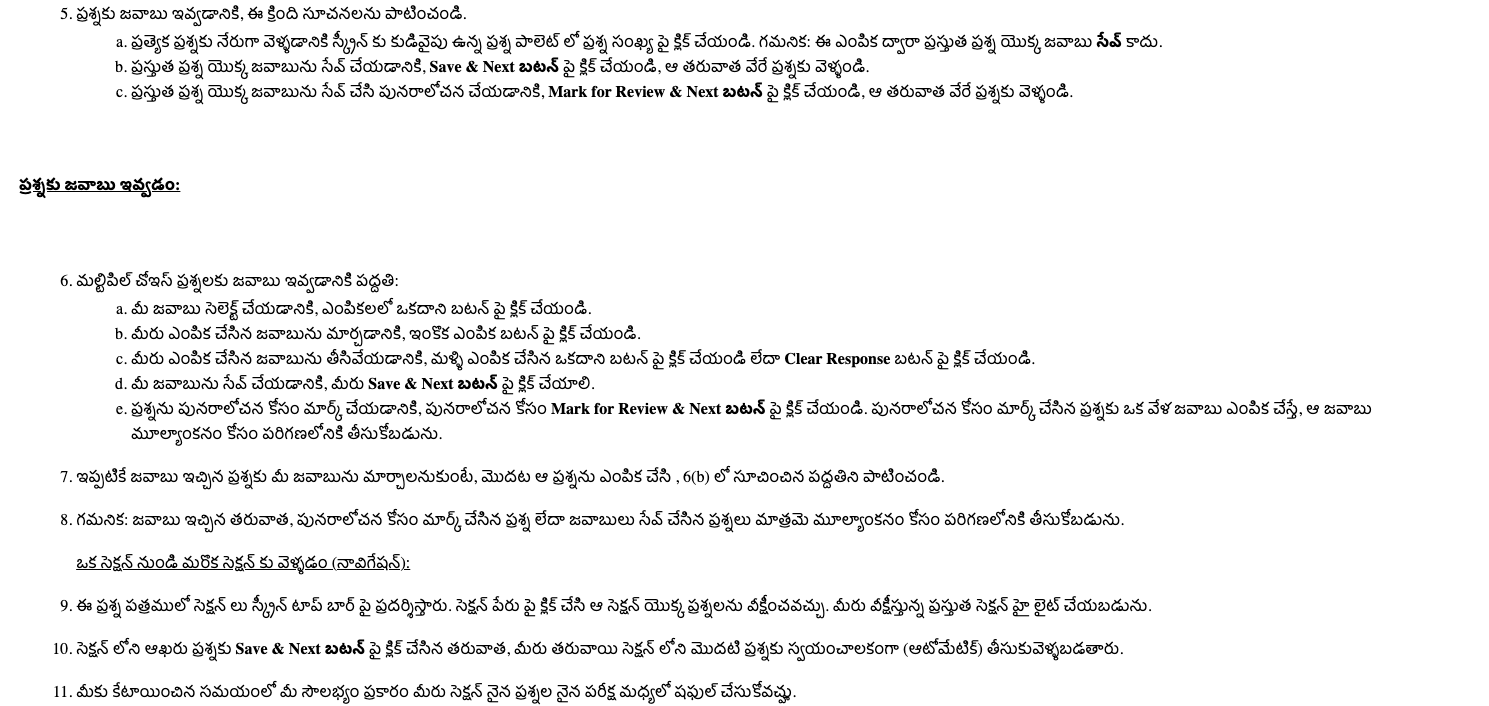 5. ప్రశ్నకు జవాబు ఇవ్వడానికి, ఈ క్రింది సూచనలను పాటించండి.
a. ప్రత్యేక ప్రశ్నకు నేరుగా వెళ్ళడానికి స్క్రీన్ కు కుడివైపు ఉన్న ప్రశ్న పాలెట్ లో ప్రశ్న సంఖ్య పై క్లిక్ చేయండి. గమనిక: ఈ ఎంపిక ద్వారా ప్రస్తుత ప్రశ్న యొక్క జవాబు సేవ్ కాదు.
b. ప్రస్తుత ప్రశ్న యొక్క జవాబును సేవ్ చేయడానికి, Save & Next బటన్ పై క్లిక్ చేయండి, ఆ తరువాత వేరే ప్రశ్నకు వెళ్ళండి.
c. ప్రస్తుత ప్రశ్న యొక్క జవాబును సేవ్ చేసి పునరాలోచన చేయడానికి, Mark for Review & Next బటన్ పై క్లిక్ చేయండి, ఆ తరువాత వేరే ప్రశ్నకు వెళ్ళండి.
ప్రశ్నకు జవాబు ఇవ్వడం:
6. మల్టిపిల్ చోఇస్ ప్రశ్నలకు జవాబు ఇవ్వడానికి పద్దతి:
a. మీ జవాబు సెలెక్ట్ చేయడానికి, ఎంపికలలో ఒకదాని బటన్ పై క్లిక్ చేయండి.
b. మీరు ఎంపిక చేసిన జవాబును మార్చడానికి, ఇంకొక ఎంపిక బటన్ పై క్లిక్ చేయండి.
c. మీరు ఎంపిక చేసిన జవాబును తీసివేయడానికి, మళ్ళి ఎంపిక చేసిన ఒకదాని బటన్ పై క్లిక్ చేయండి లేదా Clear Response బటన్ పై క్లిక్ చేయండి.
d. మీ జవాబును సేవ్ చేయడానికి, మీరు Save & Next బటన్ పై క్లిక్ చేయాలి.
e. ప్రశ్నను పునరాలోచన కోసం మార్క్ చేయడానికి, పునరాలోచన కోసం Mark for Review & Next బటన్ పై క్లిక్ చేయండి. పునరాలోచన కోసం మార్క్ చేసిన ప్రశ్నకు ఒక వేళ జవాబు ఎంపిక చేస్తే, ఆ జవాబు
మూల్యాంకనం కోసం పరిగణలోనికి తీసుకోబడును.
7. ఇప్పటికే జవాబు ఇచ్చిన ప్రశ్నకు మీ జవాబును మార్చాలనుకుంటే, మొదట ఆ ప్రశ్నను ఎంపిక చేసి , 6(b) లో సూచించిన పద్ధతిని పాటించండి.
8. గమనిక: జవాబు ఇచ్చిన తరువాత, పునరాలోచన కోసం మార్క్ చేసిన ప్రశ్న లేదా జవాబులు సేవ్ చేసిన ప్రశ్నలు మాత్రమె మూల్యాంకనం కోసం పరిగణలోనికి తీసుకోబడును.
ఒక సెక్షన్ నుండి మరొక సెక్షన్ కు వెళ్ళడం (నావిగేషన్):
9. ఈ ప్రశ్న పత్రములో సెక్షన్ లు స్క్రీన్ టాప్ బార్ పై ప్రదర్శిస్తారు. సెక్షన్ పేరు పై క్లిక్ చేసి ఆ సెక్షన్ యొక్క ప్రశ్నలను వీక్షించవచ్చు. మీరు వీక్షిస్తున్న ప్రస్తుత సెక్షన్ హై లైట్ చేయబడును.
10. సెక్షన్ లోని ఆఖరు ప్రశ్నకు Save & Next బటన్ పై క్లిక్ చేసిన తరువాత, మీరు తరువాయి సెక్షన్ లోని మొదటి ప్రశ్నకు స్వయంచాలకంగా (ఆటోమేటిక్) తీసుకువెళ్ళబడతారు.
11. మీకు కేటాయించిన సమయంలో మీ సౌలభ్యం ప్రకారం మీరు సెక్షన్ నైన ప్రశ్నల నైన పరీక్ష మధ్యలో షఫుల్ చేసుకోవచ్చు.